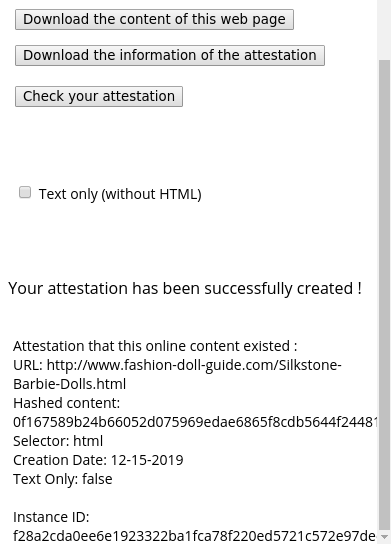 Download the content of this web page
Download the information of the attestation
Check your attestation
Text only (without HTML)
Your attestation has been successfully created !
Attestation that this online content existed :
URL: http://www.fashion-doll-guide.com/Silkstone-
Barbie-Dolls.html
Hashed content:
0f167589b24b66052d075969edae6865f8cdb5644f24481
Selector: html
Creation Date: 12-15-2019
Text Only: false
Instance ID:
f28a2cda0ee6e1923322ba1fca78f220ed5721c572e97de